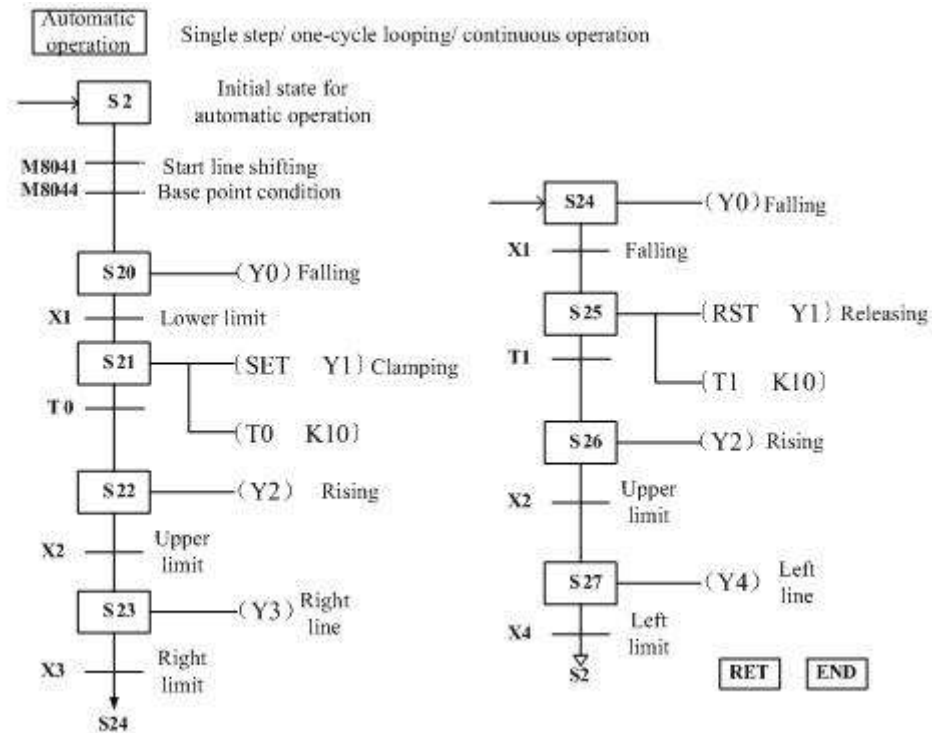 Automatic
operation
Single step/ one-cycle looping/ continuous operation
S2
Initial state for
automatic operation
M8041
Start line shifting
M8044
Base point condition
S20
(Y0) Falling
X1
Lower limit
S21
(SET Y1) Clamping
T0
(T0 K10)
S22
(Y2) Rising
X2
Upper
limit
S23
(Y3) Right
line
X3
Right
limit
S24
S24
(Y0) Falling
X1
Falling
S25
(RST Y1) Releasing
T1
(T1 K10)
S26
(Y2) Rising
X2
Upper
limit
S27
(Y4) Left
line
X4
Left
limit
S2
RET
END